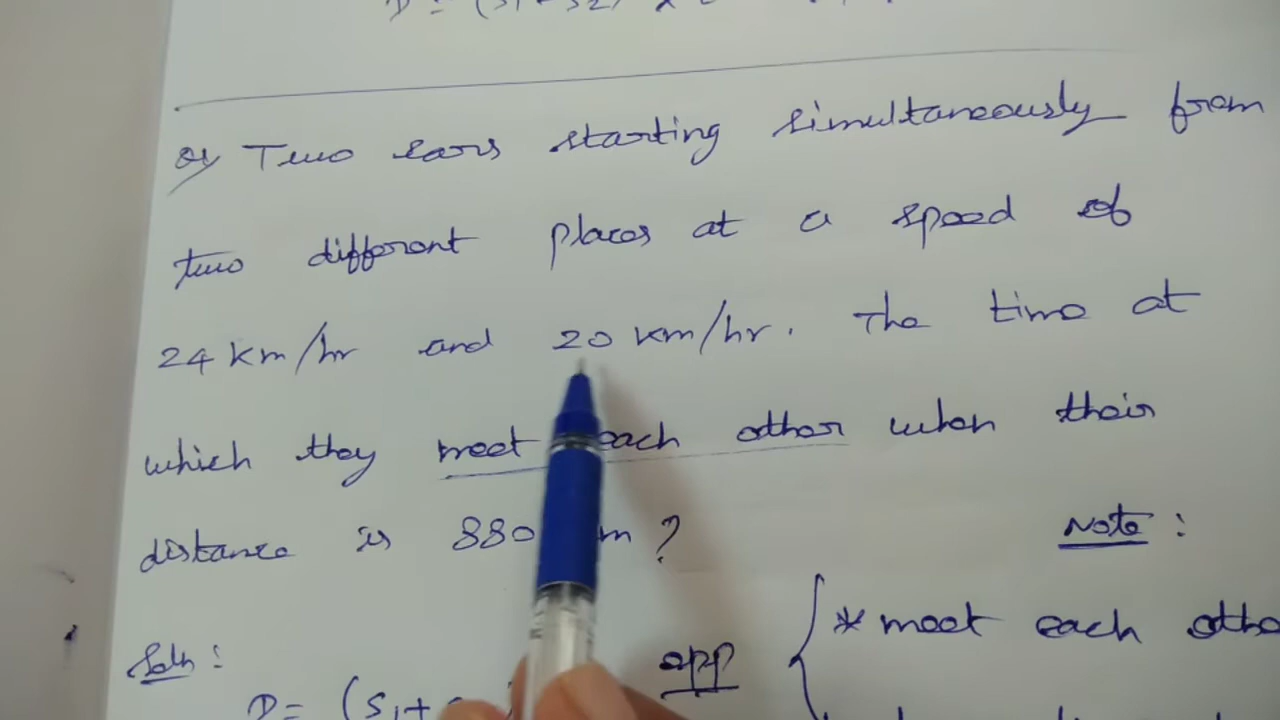 Q) Two cars starting simultaneously from
two different places at a speed of
24 km/hr and 20 km/hr. The time at
which they meet each other when their
distance is 880 m?
Note:
Soln:
app
* meet each
D = (S1+